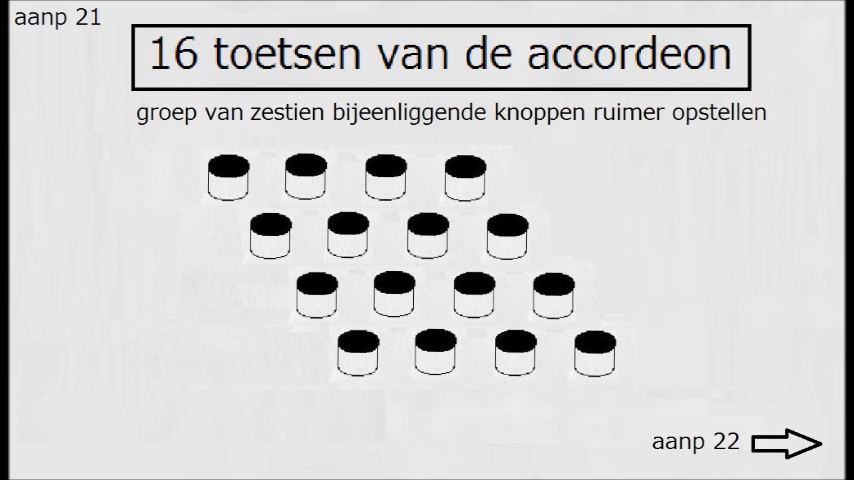 aanp 21
16 toetsen van de accordeon
groep van zestien bijeenliggende knoppen ruimer opstellen
aanp 22